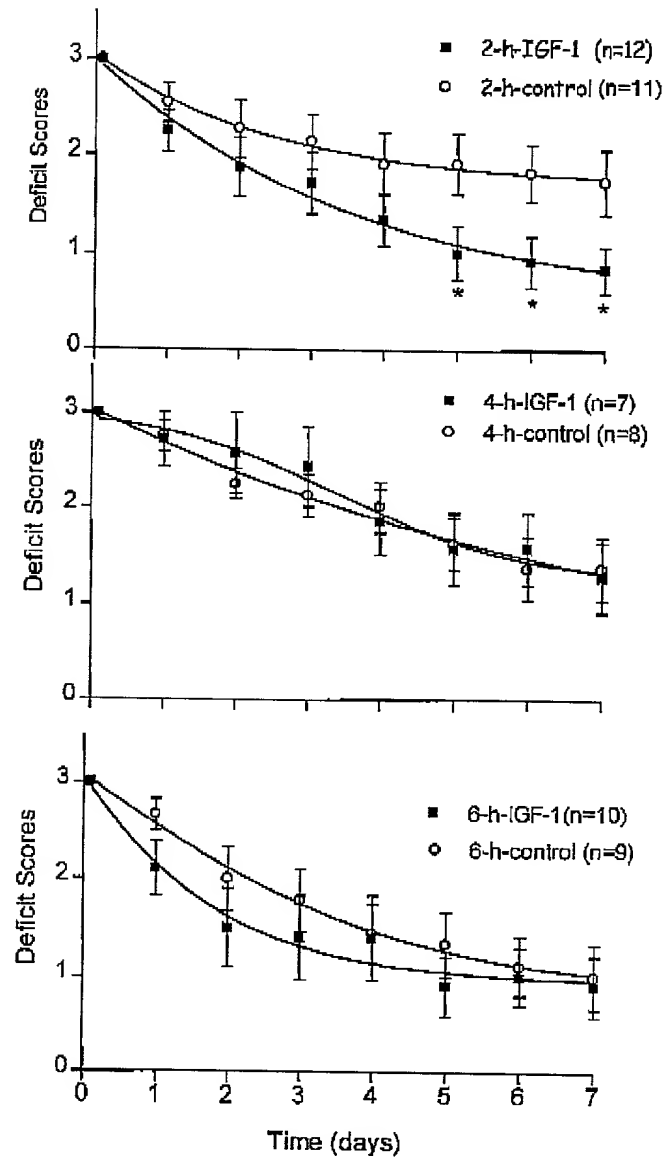 3
2
1
0
Deficit Scores
■ 2-h-IGF-1 (n=12)
○ 2-h-control (n=11)
* * *
3
2
1
0
Deficit Scores
■ 4-h-IGF-1 (n=7)
○ 4-h-control (n=8)
3
2
1
0
Deficit Scores
■ 6-h-IGF-1(n=10)
○ 6-h-control (n=9)
0 1 2 3 4 5 6 7
Time (days)